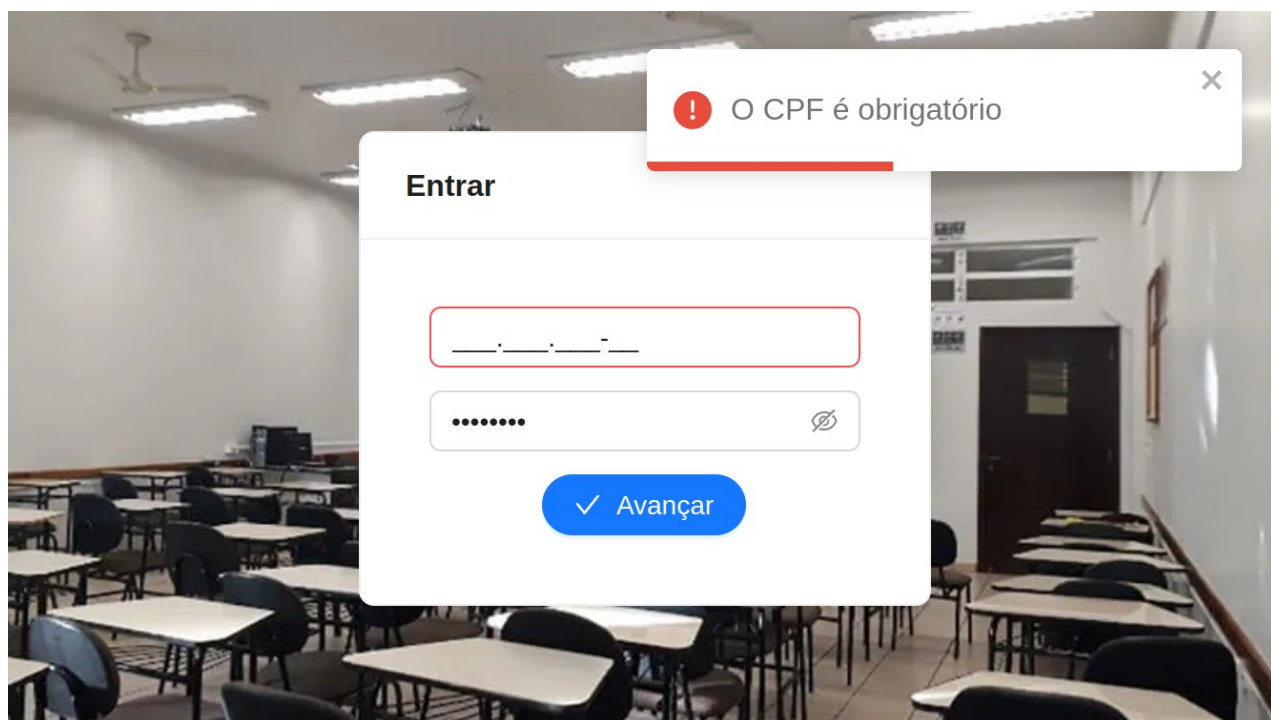 O CPF é obrigatório
Entrar
___.___.___-__
••••••••
Avançar